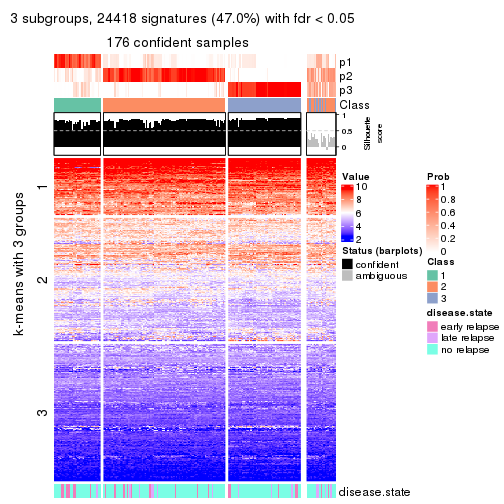 3 subgroups, 24418 signatures (47.0%) with fdr < 0.05
176 confident samples
p1
p2
p3
Class
1
0.5
0
Silhouette
score
k-means with 3 groups
1
2
3
disease.state
Value
10
8
6
4
2
Status (barplots)
confident
ambiguous
Prob
1
0.8
0.6
0.4
0.2
0
Class
1
2
3
disease.state
early relapse
late relapse
no relapse